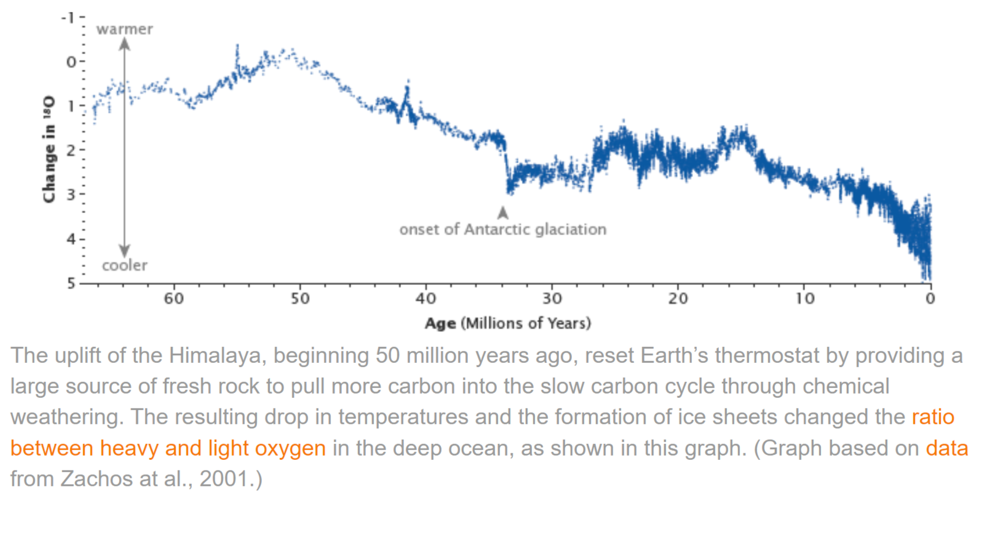 -1
warmer
0
1
2
3
4
5
Change in ¹⁸O
onset of Antarctic glaciation
cooler
60 50 40 30 20 10 0
Age (Millions of Years)
The uplift of the Himalaya, beginning 50 million years ago, reset Earth’s thermostat by providing a
large source of fresh rock to pull more carbon into the slow carbon cycle through chemical
weathering. The resulting drop in temperatures and the formation of ice sheets changed the ratio
between heavy and light oxygen in the deep ocean, as shown in this graph. (Graph based on data
from Zachos at al., 2001.)